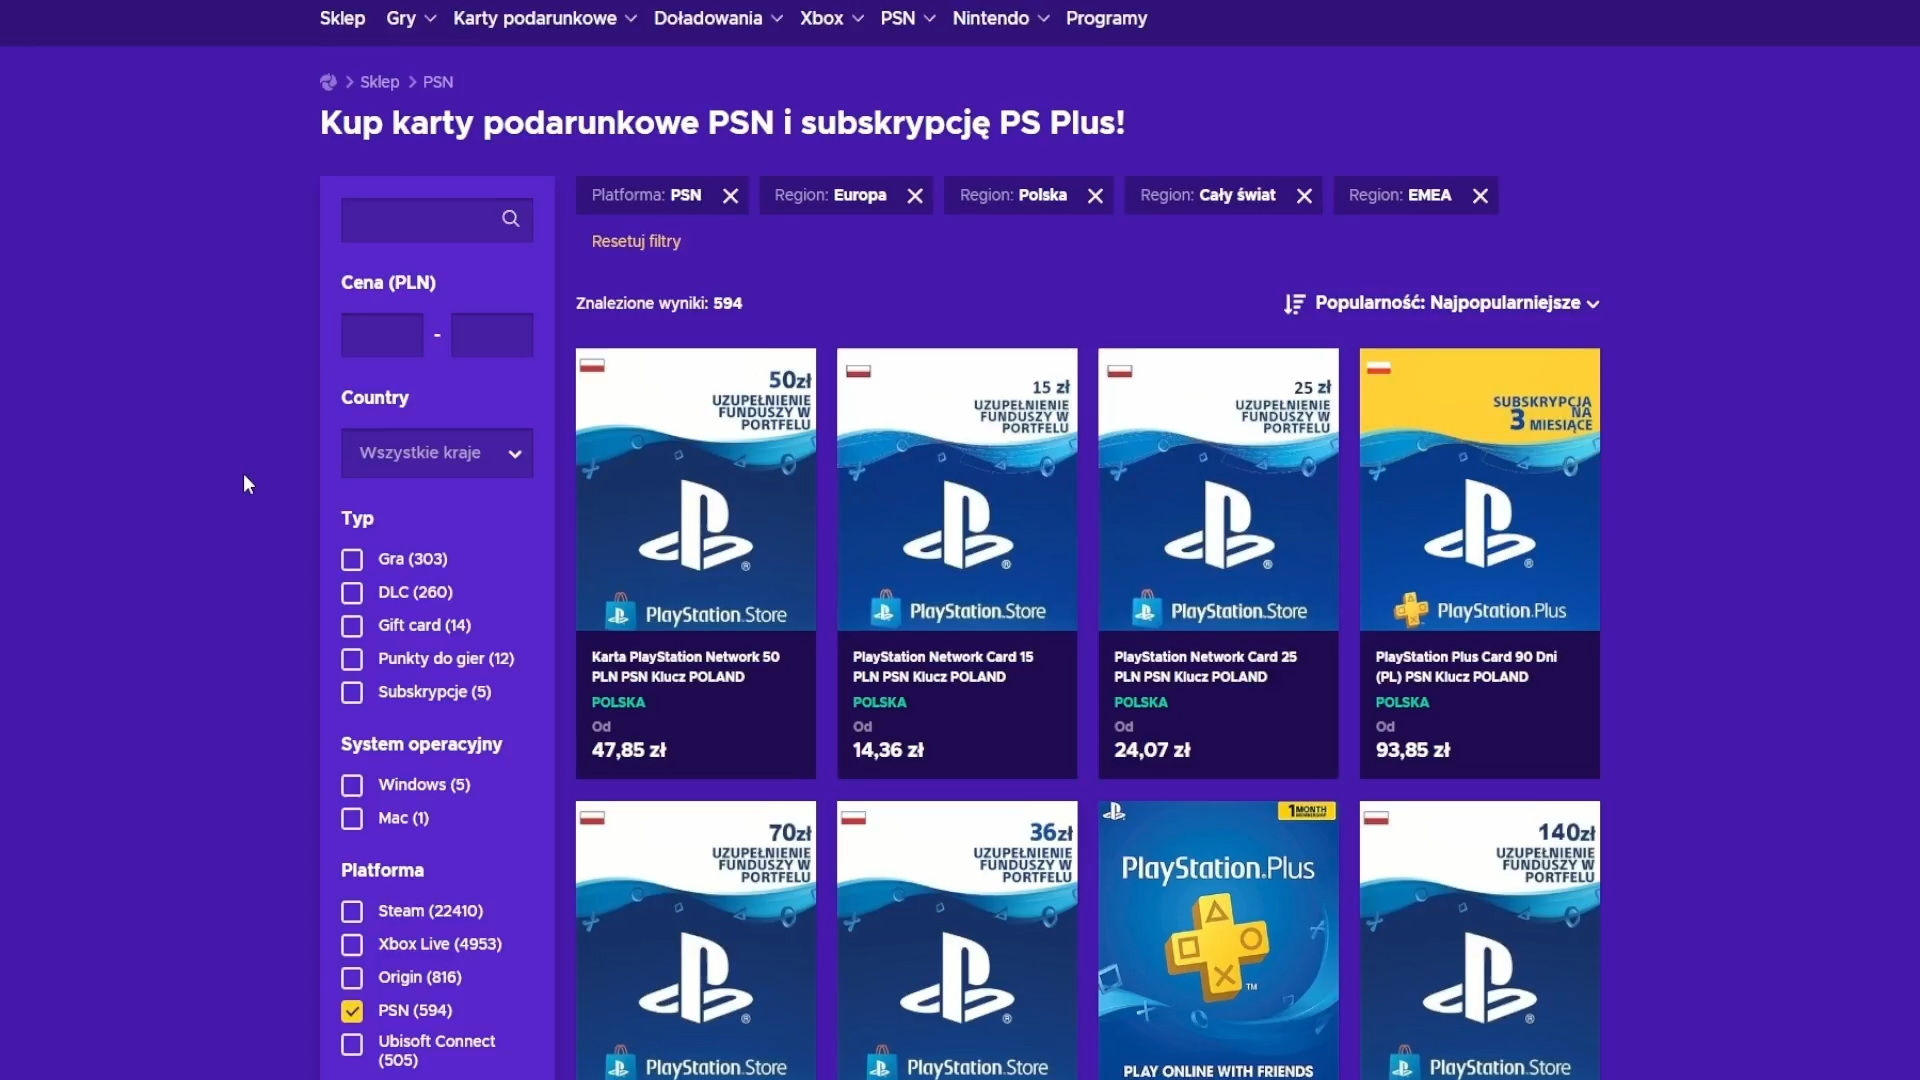 Sklep Gry Karty podarunkowe Doładowania Xbox PSN Nintendo Programy
Sklep PSN
Kup karty podarunkowe PSN i subskrypcję PS Plus!
Platforma: PSN Region: Europa Region: Polska Region: Cały świat Region: EMEA
Resetuj filtry
Cena (PLN)
-
Country
Wszystkie kraje
Typ
Gra (303)
DLC (260)
Gift card (14)
Punkty do gier (12)
Subskrypcje (5)
System operacyjny
Windows (5)
Mac (1)
Platforma
Steam (22410)
Xbox Live (4953)
Origin (816)
PSN (594)
Ubisoft Connect
(505)
Znalezione wyniki: 594
Popularność: Najpopularniejsze
50zł
UZUPEŁNIENIE
FUNDUSZY W
PORTFELU
PlayStation.Store
Karta PlayStation Network 50
PLN PSN Klucz POLAND
POLSKA
Od
47,85 zł
15 zł
UZUPEŁNIENIE
FUNDUSZY W
PORTFELU
PlayStation.Store
PlayStation Network Card 15
PLN PSN Klucz POLAND
POLSKA
Od
14,36 zł
25 zł
UZUPEŁNIENIE
FUNDUSZY W
PORTFELU
PlayStation.Store
PlayStation Network Card 25
PLN PSN Klucz POLAND
POLSKA
Od
24,07 zł
SUBSKRYPCJA
NA
3 MIESIĄCE
PlayStation.Plus
PlayStation Plus Card 90 Dni
(PL) PSN Klucz POLAND
POLSKA
Od
93,85 zł
70zł
UZUPEŁNIENIE
FUNDUSZY W
PORTFELU
PlayStation.Store
36zł
UZUPEŁNIENIE
FUNDUSZY W
PORTFELU
PlayStation.Store
1 MONTH
MEMBERSHIP
PlayStation.Plus
TM
PLAY ONLINE WITH FRIENDS
140zł
UZUPEŁNIENIE
FUNDUSZY W
PORTFELU
PlayStation.Store